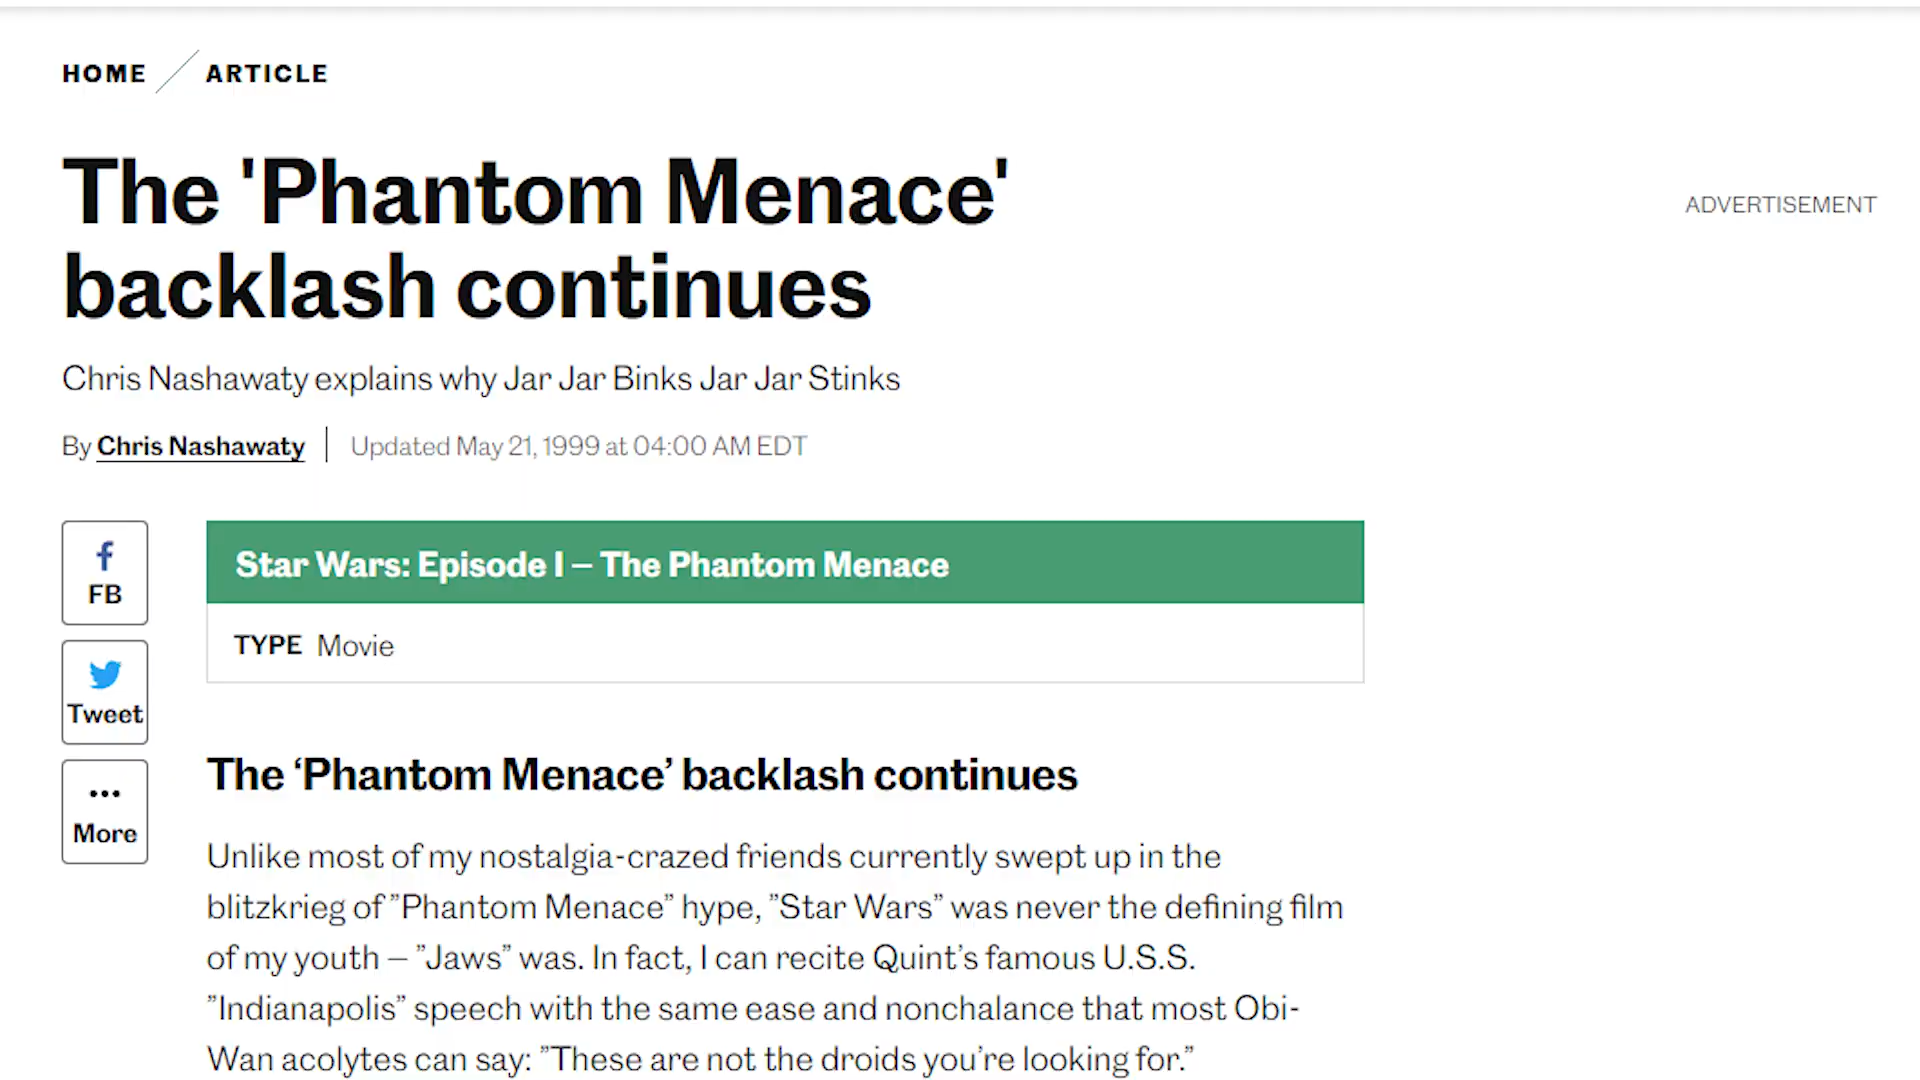 HOME / ARTICLE
The 'Phantom Menace'
backlash continues
ADVERTISEMENT
Chris Nashawaty explains why Jar Jar Binks Jar Jar Stinks
By Chris Nashawaty | Updated May 21, 1999 at 04:00 AM EDT
FB
Tweet
More
Star Wars: Episode I – The Phantom Menace
TYPE Movie
The ‘Phantom Menace’ backlash continues
Unlike most of my nostalgia-crazed friends currently swept up in the
blitzkrieg of ”Phantom Menace” hype, ”Star Wars” was never the defining film
of my youth – ”Jaws” was. In fact, I can recite Quint’s famous U.S.S.
”Indianapolis” speech with the same ease and nonchalance that most Obi-
Wan acolytes can say: ”These are not the droids you’re looking for.”